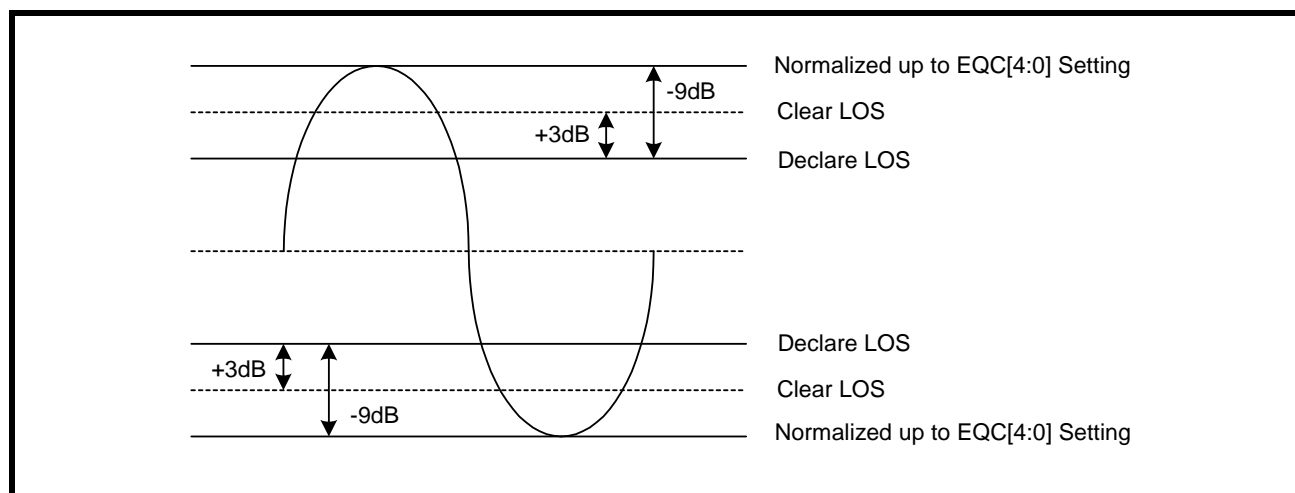 Normalized up to EQC[4:0] Setting
-9dB
Clear LOS
+3dB
Declare LOS
Declare LOS
+3dB
Clear LOS
-9dB
Normalized up to EQC[4:0] Setting